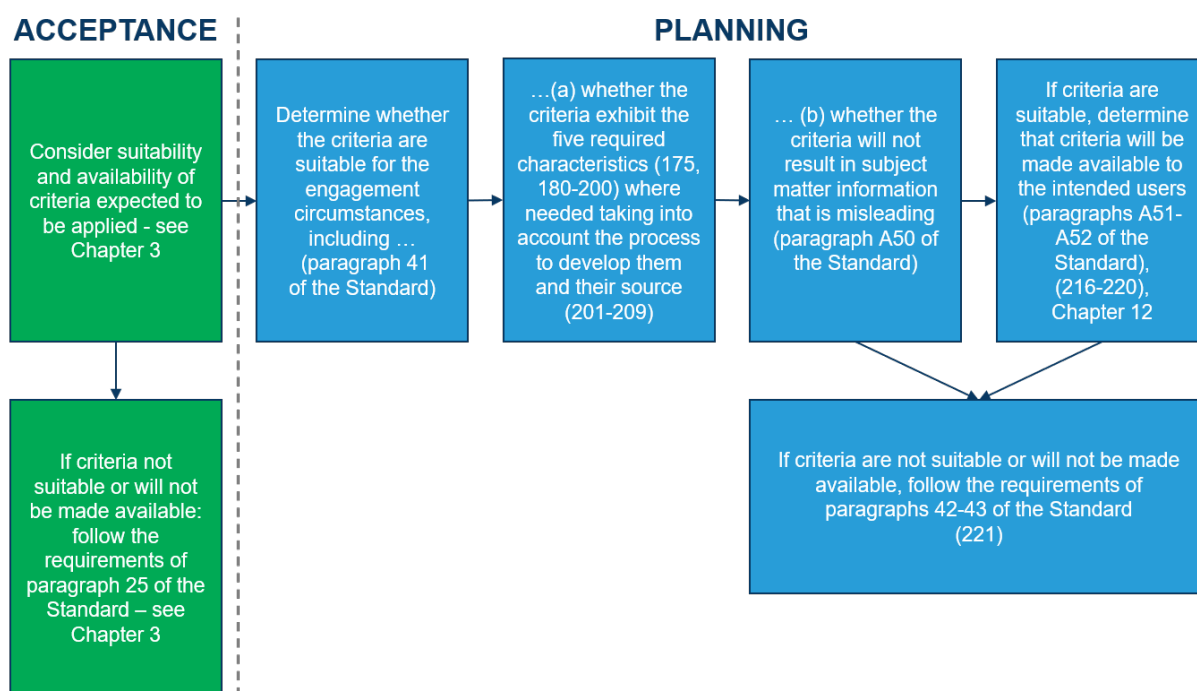 ACCEPTANCE
PLANNING
Consider suitability
and availability of
criteria expected to
be applied - see
Chapter 3
Determine whether
the criteria are
suitable for the
engagement
circumstances,
including …
(paragraph 41
of the Standard)
…(a) whether the
criteria exhibit the
five required
characteristics (175,
180-200) where
needed taking into
account the process
to develop them
and their source
(201-209)
… (b) whether the
criteria will not
result in subject
matter information
that is misleading
(paragraph A50 of
the Standard)
If criteria are
suitable, determine
that criteria will be
made available to
the intended users
(paragraphs A51-
A52 of the
Standard),
(216-220),
Chapter 12
If criteria not
suitable or will not
be made available:
follow the
requirements of
paragraph 25 of the
Standard – see
Chapter 3
If criteria are not suitable or will not be made
available, follow the requirements of
paragraphs 42-43 of the Standard
(221)